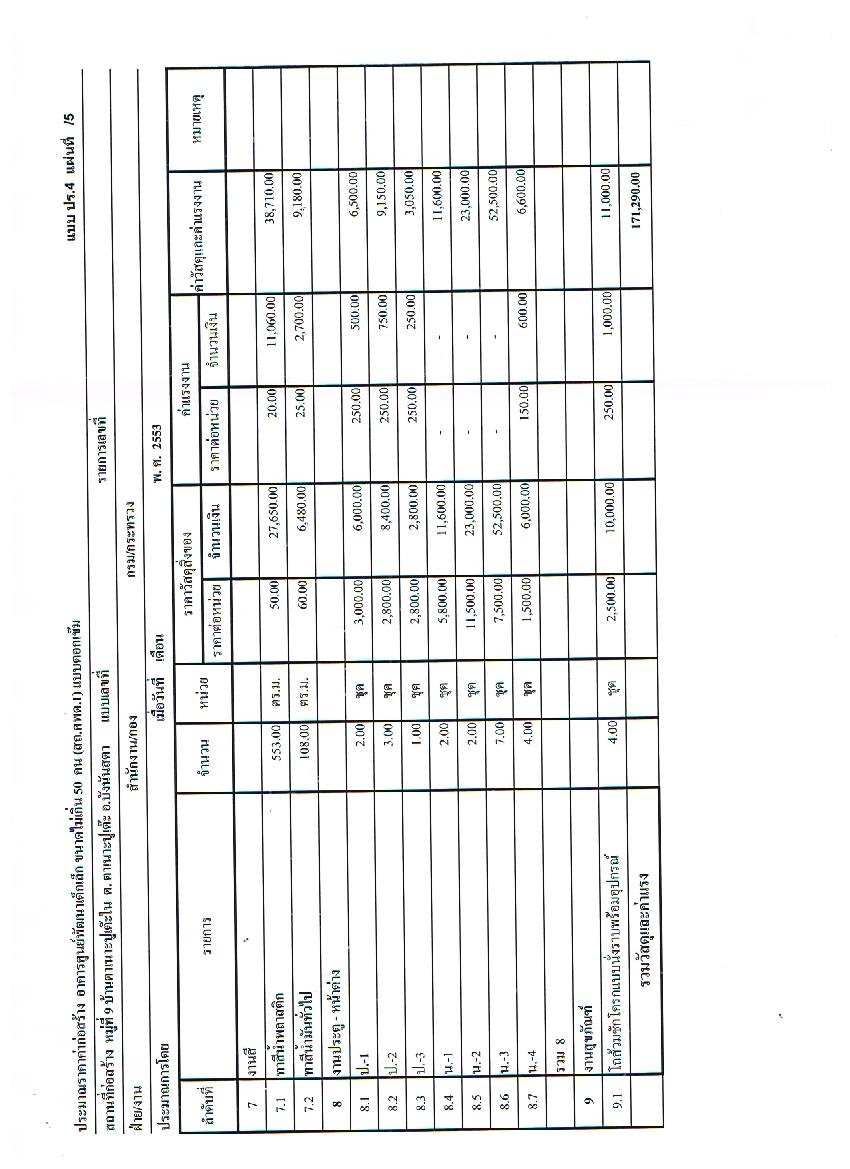 แบบ ปร.4 แผ่นที่ /5
ประมาณราคาค่าก่อสร้าง อาคารศูนย์พัฒนาเด็กเล็ก ขนาดไม่เกิน 50 คน (สถ.ศพด.1) แบบตอกเข็ม
สถานที่ก่อสร้าง หมู่ที่ 9 บ้านตาเนาะปูเต๊ะใน ต. ตาเนาะปูเต๊ะ อ.บันนังสตา แบบเลขที่ รายการเลขที่
ฝ่าย/งาน สำนักงาน/กอง กรม/กระทรวง
ประมาณการโดย เมื่อวันที่ เดือน พ. ศ. 2553
ลำดับที่ รายการ จำนวน หน่วย ราคาวัสดุสิ่งของ ค่าแรงงาน ค่าวัสดุและค่าแรงงาน หมายเหตุ
ราคาต่อหน่วย จำนวนเงิน ราคาต่อหน่วย จำนวนเงิน
7 งานสี
7.1 ทาสีน้ำพลาสติก 553.00 ตร.ม. 50.00 27,650.00 20.00 11,060.00 38,710.00
7.2 ทาสีน้ำมันทั่วไป 108.00 ตร.ม. 60.00 6,480.00 25.00 2,700.00 9,180.00
8 งานประตู - หน้าต่าง
8.1 ป.-1 2.00 ชุด 3,000.00 6,000.00 250.00 500.00 6,500.00
8.2 ป.-2 3.00 ชุด 2,800.00 8,400.00 250.00 750.00 9,150.00
8.3 ป.-3 1.00 ชุด 2,800.00 2,800.00 250.00 250.00 3,050.00
8.4 น.-1 2.00 ชุด 5,800.00 11,600.00 - - 11,600.00
8.5 น.-2 2.00 ชุด 11,500.00 23,000.00 - - 23,000.00
8.6 น.-3 7.00 ชุด 7,500.00 52,500.00 - - 52,500.00
8.7 น.-4 4.00 ชุด 1,500.00 6,000.00 150.00 600.00 6,600.00
รวม 8
9 งานสุขภัณฑ์
9.1 โถส้วมชักโครกแบบนั่งราบพร้อมอุปกรณ์ 4.00 ชุด 2,500.00 10,000.00 250.00 1,000.00 11,000.00
รวมวัสดุและค่าแรง 171,290.00